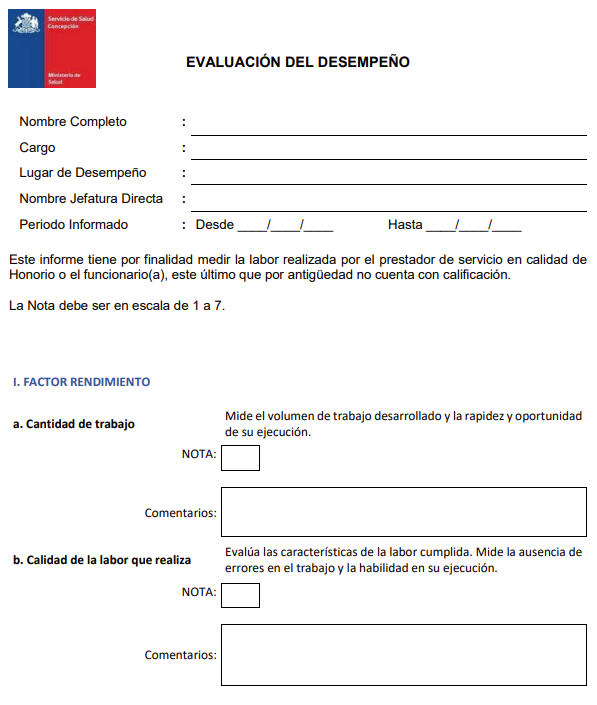 Servicio de Salud
Concepción
Ministerio de
Salud
EVALUACIÓN DEL DESEMPEÑO
Nombre Completo :
Cargo :
Lugar de Desempeño :
Nombre Jefatura Directa :
Periodo Informado : Desde ____/____/____ Hasta ____/____/____
Este informe tiene por finalidad medir la labor realizada por el prestador de servicio en calidad de
Honorio o el funcionario(a), este último que por antigüedad no cuenta con calificación.
La Nota debe ser en escala de 1 a 7.
I. FACTOR RENDIMIENTO
a. Cantidad de trabajo
Mide el volumen de trabajo desarrollado y la rapidez y oportunidad
de su ejecución.
NOTA:
Comentarios:
b. Calidad de la labor que realiza
Evalúa las características de la labor cumplida. Mide la ausencia de
errores en el trabajo y la habilidad en su ejecución.
NOTA:
Comentarios: